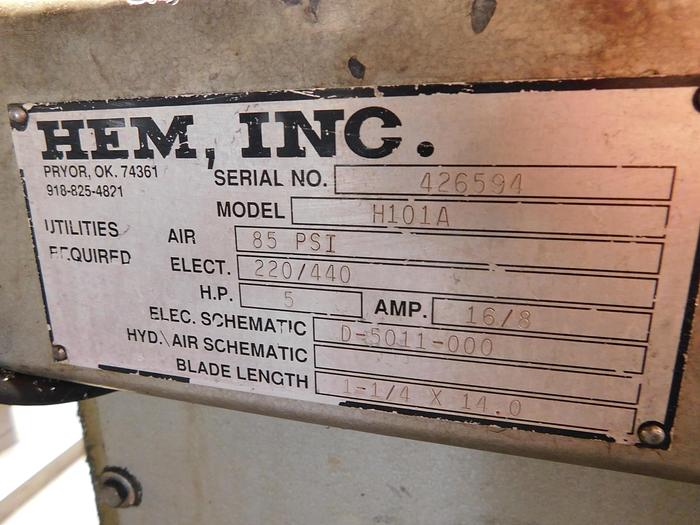 HEM, INC.
PRYOR, OK. 74361
918-825-4821
SERIAL NO. 426594
MODEL H101A
UTILITIES REQUIRED
AIR 85 PSI
ELECT. 220/440
H.P. 5 AMP. 16/8
ELEC. SCHEMATIC D-5011-000
HYD. AIR SCHEMATIC
BLADE LENGTH 1-1/4 X 14.0